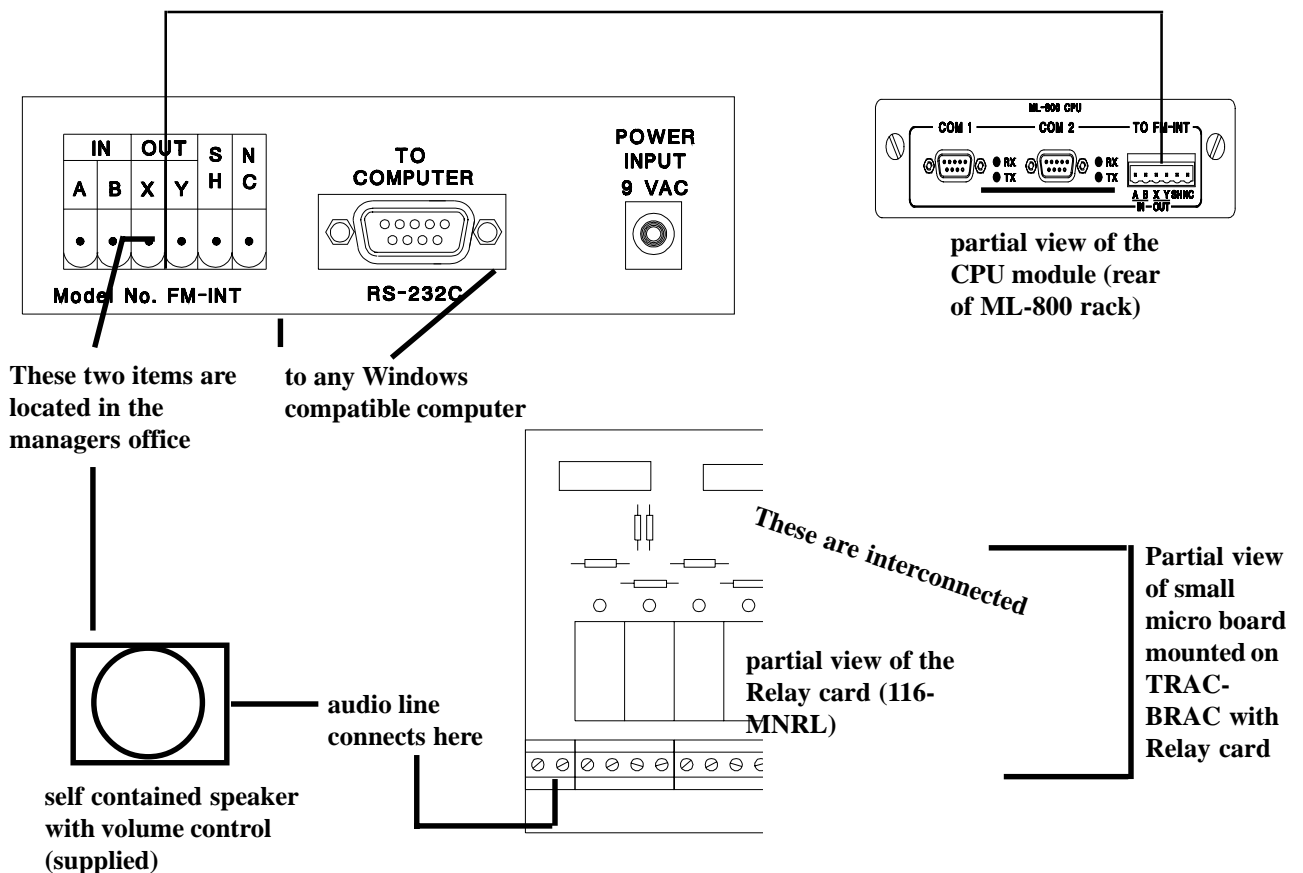 IN OUT S N
A B X Y H C
TO
COMPUTER
POWER
INPUT
9 VAC
Model No. FM-INT
RS-232C
ML-800 CPU
COM 1
COM 2
TO FM-INT
RX
TX
RX
TX
A B X Y SH NC
IN OUT
partial view of the
CPU module (rear
of ML-800 rack)
These two items are
located in the
managers office
to any Windows
compatible computer
These are interconnected
Partial view
of small
micro board
mounted on
TRAC-
BRAC with
Relay card
partial view of the
Relay card (116-
MNRL)
audio line
connects here
self contained speaker
with volume control
(supplied)